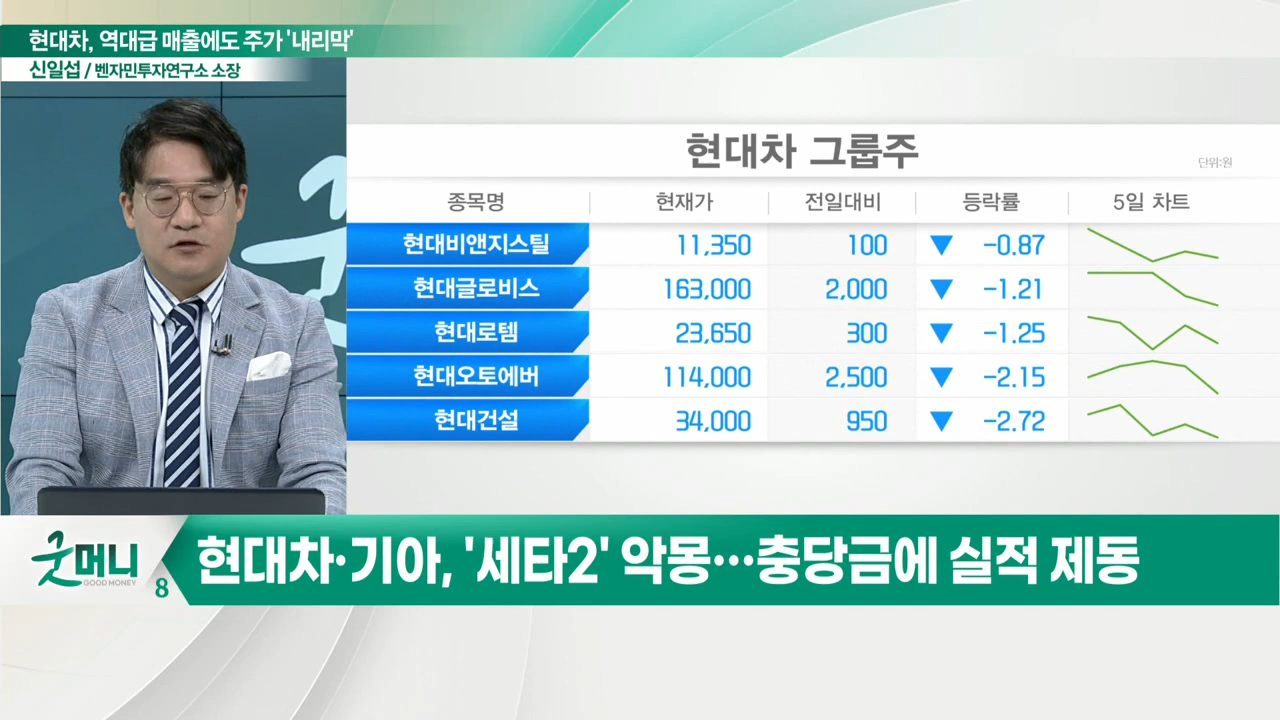 현대차, 역대급 매출에도 주가 '내리막'
신일섭 / 벤자민투자연구소 소장
현대차 그룹주
단위:원
종목명 현재가 전일대비 등락률 5일 차트
현대비앤지스틸 11,350 100 ▼ -0.87
현대글로비스 163,000 2,000 ▼ -1.21
현대로템 23,650 300 ▼ -1.25
현대오토에버 114,000 2,500 ▼ -2.15
현대건설 34,000 950 ▼ -2.72
굿머니
GOOD MONEY
8
현대차·기아, '세타2' 악몽…충당금에 실적 제동